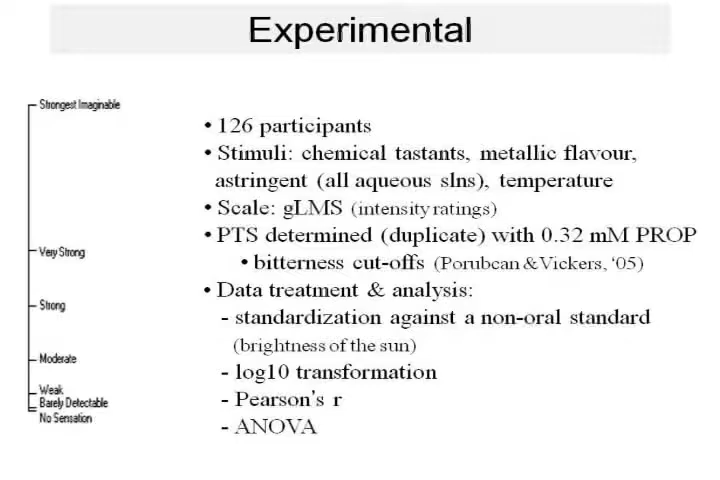 Experimental
Strongest Imaginable
Very Strong
Strong
Moderate
Weak
Barely Detectable
No Sensation
• 126 participants
• Stimuli: chemical tastants, metallic flavour,
astringent (all aqueous slns), temperature
• Scale: gLMS (intensity ratings)
• PTS determined (duplicate) with 0.32 mM PROP
• bitterness cut-offs (Porubcan & Vickers, ‘05)
• Data treatment & analysis:
- standardization against a non-oral standard
(brightness of the sun)
- log10 transformation
- Pearson’s r
- ANOVA